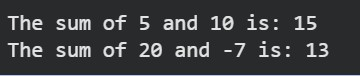 The sum of 5 and 10 is: 15
The sum of 20 and -7 is: 13